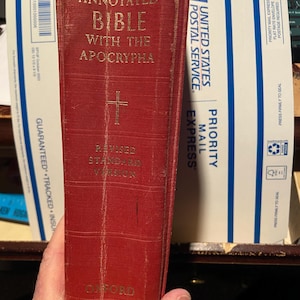 ANNOTATED
BIBLE
WITH THE
APOCRYPHA
REVISED
STANDARD
VERSION
OXFORD
UNITED STATES
POSTAL SERVICE
PRIORITY
MAIL
EXPRESS
GUARANTEED* • TRACKED • INSU